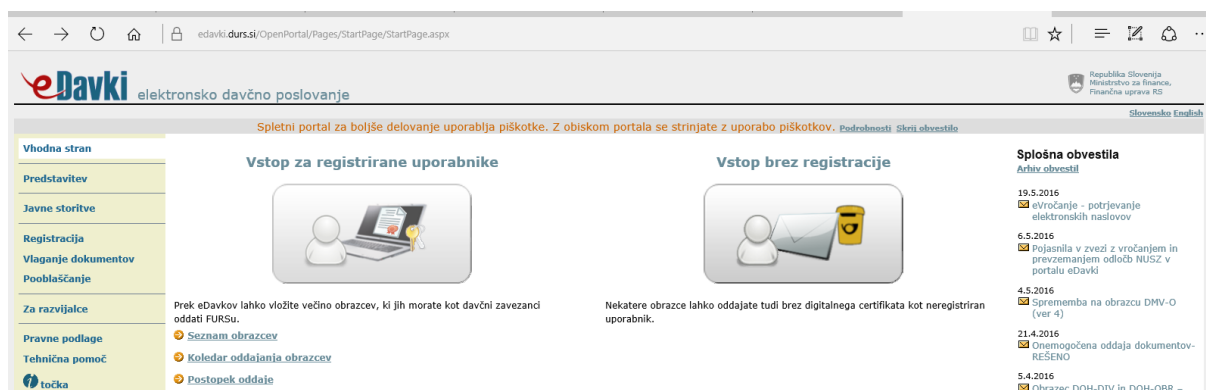 edavki.durs.si/OpenPortal/Pages/StartPage/StartPage.aspx
eDavki elektronsko davčno poslovanje
Republika Slovenija
Ministrstvo za finance,
Finančna uprava RS
Slovensko English
Spletni portal za boljše delovanje uporablja piškotke. Z obiskom portala se strinjate z uporabo piškotkov. Podrobnosti Skrij obvestilo
Vhodna stran
Predstavitev
Javne storitve
Registracija
Vlaganje dokumentov
Pooblaščanje
Za razvijalce
Pravne podlage
Tehnična pomoč
i točka
Vstop za registrirane uporabnike
Prek eDavkov lahko vložite večino obrazcev, ki jih morate kot davčni zavezanci
oddati FURSu.
Seznam obrazcev
Koledar oddajanja obrazcev
Postopek oddaje
Vstop brez registracije
Nekatere obrazce lahko oddajate tudi brez digitalnega certifikata kot neregistriran
uporabnik.
Splošna obvestila
Arhiv obvestil
19.5.2016
eVročanje - potrjevanje
elektronskih naslovov
6.5.2016
Pojasnila v zvezi z vročanjem in
prevzemanjem odločb NUSZ v
portalu eDavki
4.5.2016
Sprememba na obrazcu DMV-O
(ver 4)
21.4.2016
Onemogočena oddaja dokumentov-
REŠENO
5.4.2016
Obrazec DOH-DIV in DOH-OBR –